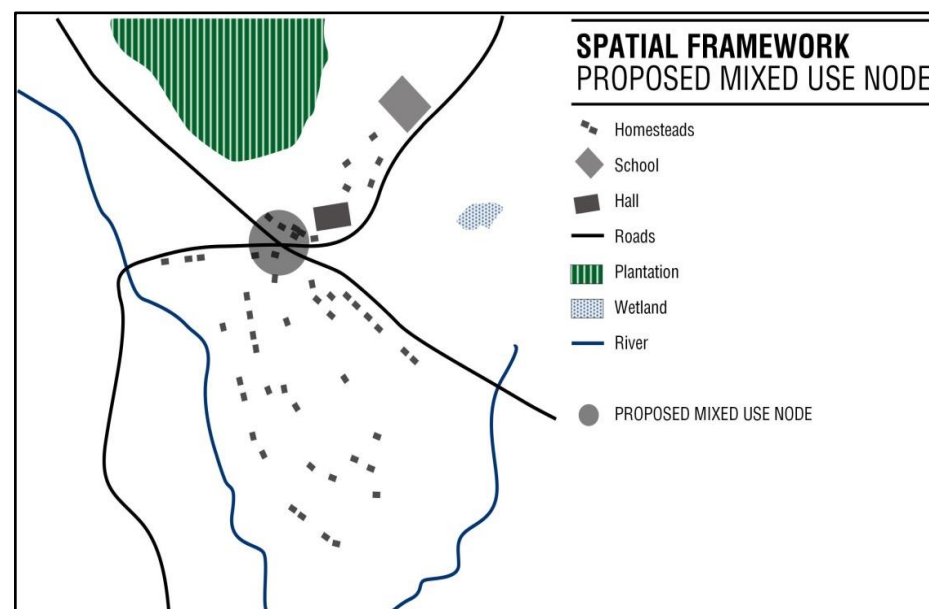 SPATIAL FRAMEWORK
PROPOSED MIXED USE NODE
Homesteads
School
Hall
Roads
Plantation
Wetland
River
PROPOSED MIXED USE NODE